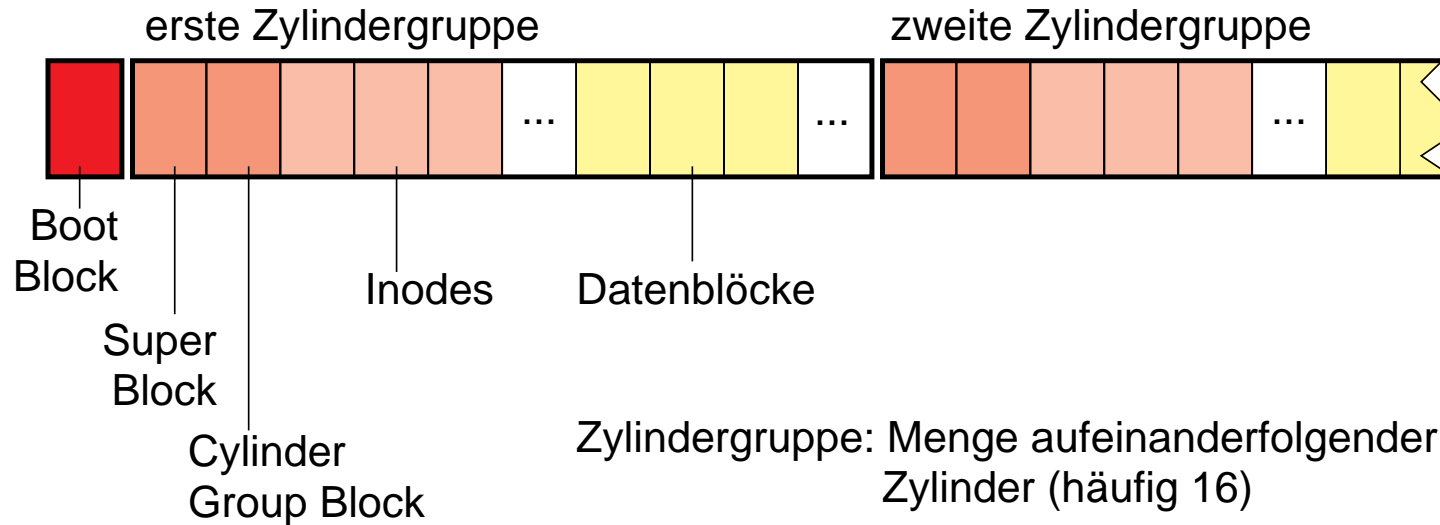 erste Zylindergruppe
zweite Zylindergruppe
...
...
...
Boot
Block
Inodes
Datenblöcke
Super
Block
Cylinder
Group Block
Zylindergruppe: Menge aufeinanderfolgender
Zylinder (häufig 16)